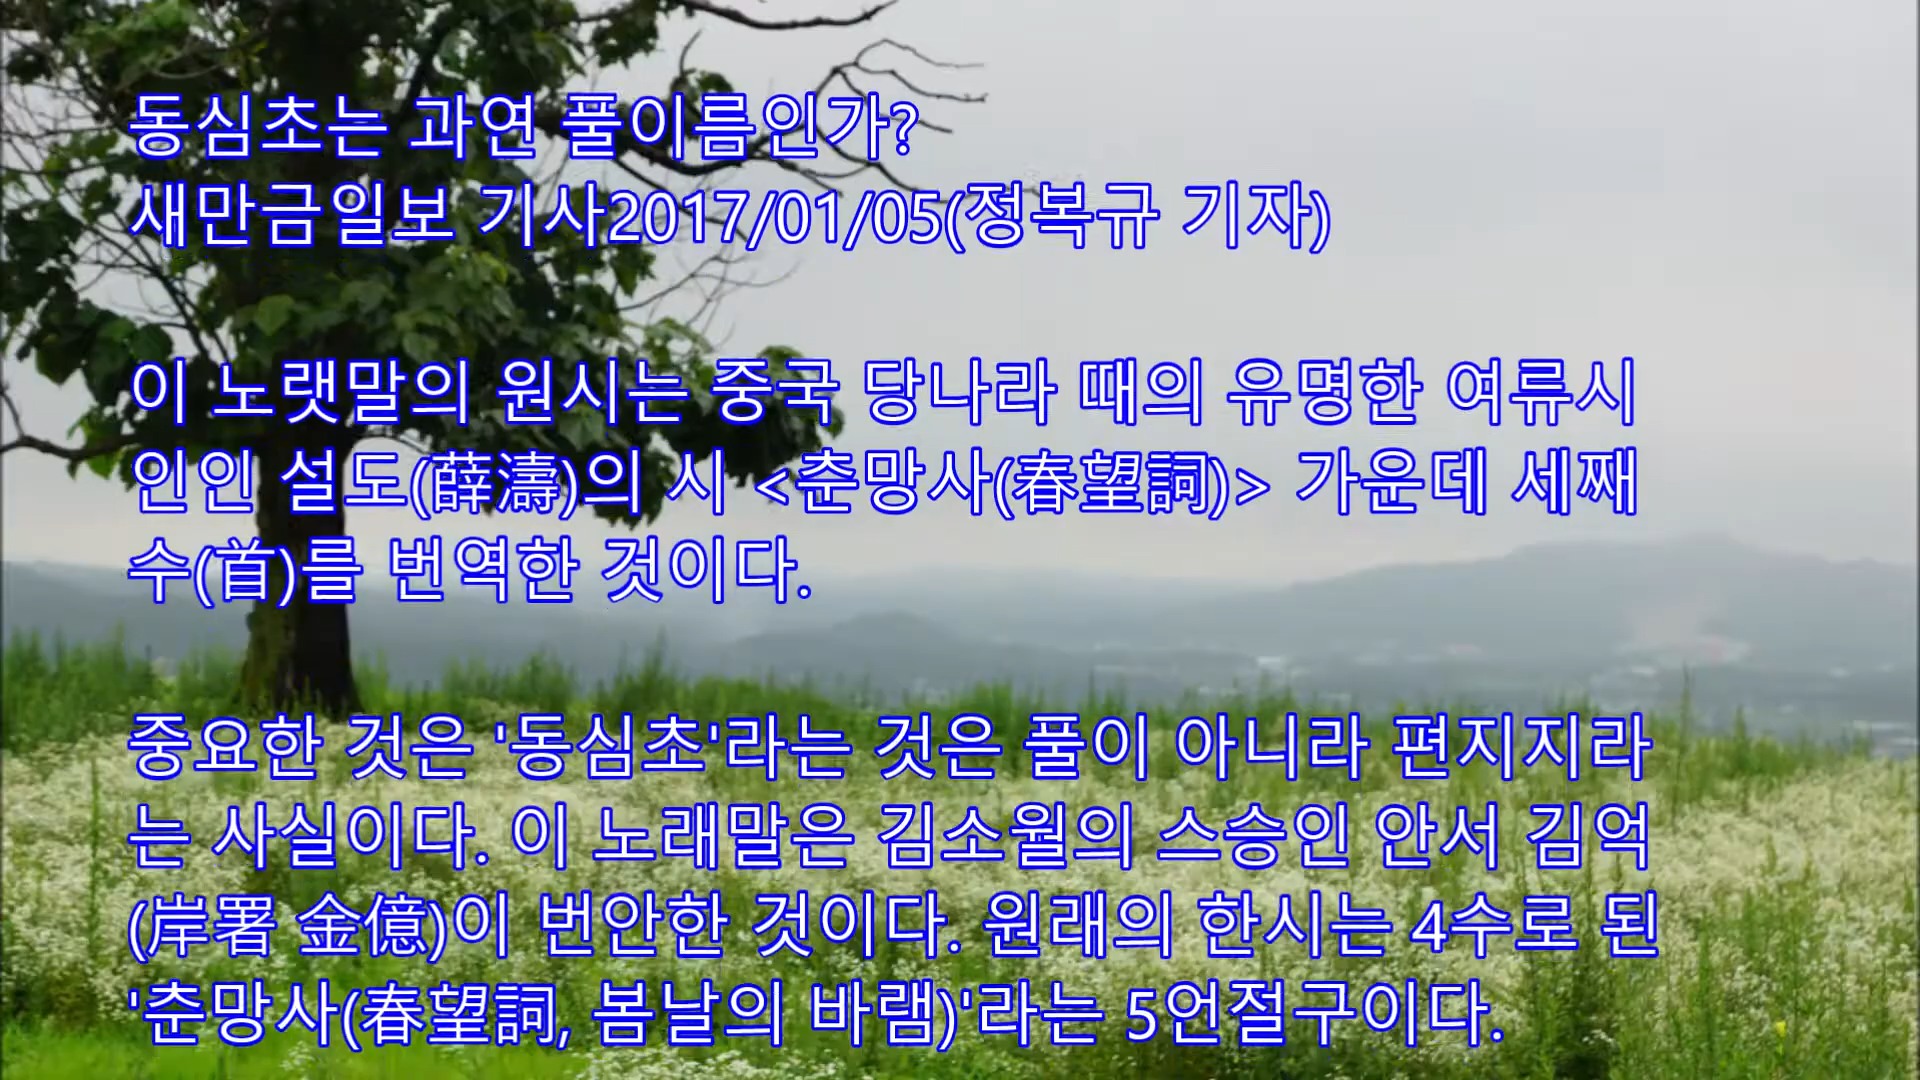 동심초는 과연 풀이름인가?
새만금일보 기사2017/01/05(정복규 기자)
이 노랫말의 원시는 중국 당나라 때의 유명한 여류시
인인 설도(薛濤)의 시 <춘망사(春望詞)> 가운데 세째
수(首)를 번역한 것이다.
중요한 것은 '동심초'라는 것은 풀이 아니라 편지지라
는 사실이다. 이 노래말은 김소월의 스승인 안서 김억
(岸署 金億)이 번안한 것이다. 원래의 한시는 4수로 된
'춘망사(春望詞, 봄날의 바램)'라는 5언절구이다.